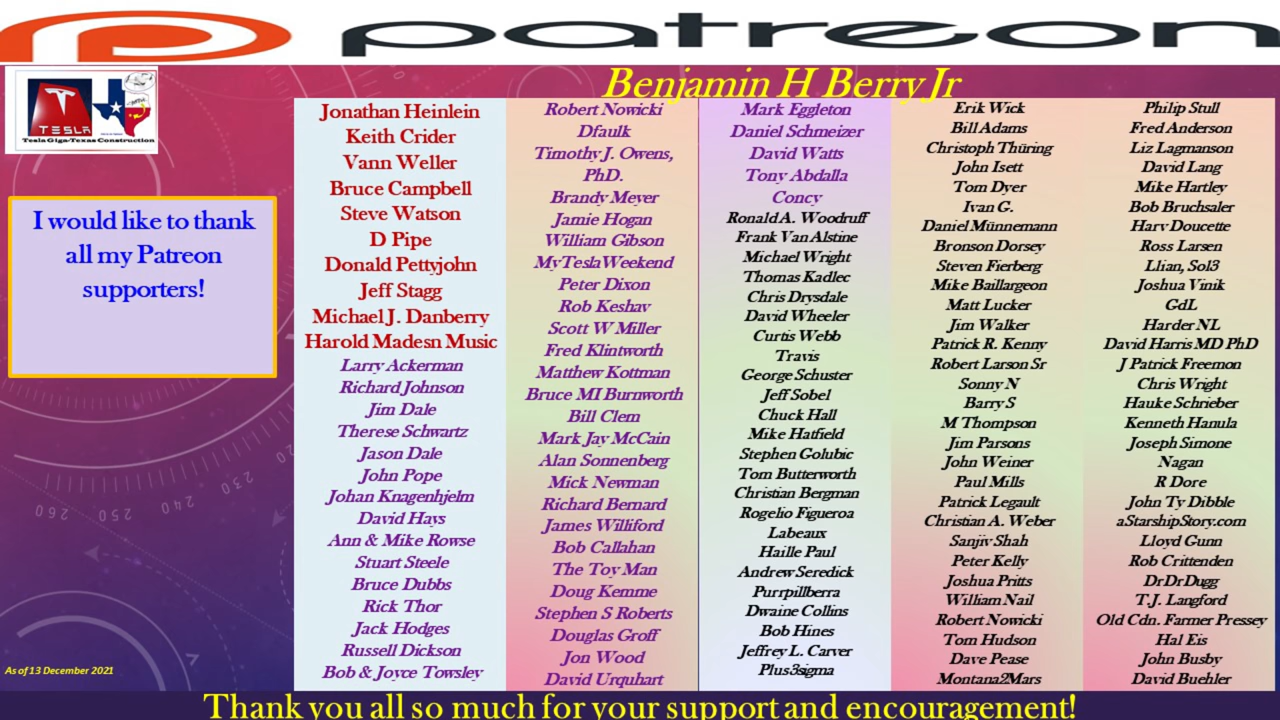 patreon
Benjamin H Berry Jr
TESLA
Tesla Giga-Texas Construction
I would like to thank
all my Patreon
supporters!
As of 13 December 2021
Jonathan Heinlein
Keith Crider
Vann Weller
Bruce Campbell
Steve Watson
D Pipe
Donald Pettyjohn
Jeff Stagg
Michael J. Danberry
Harold Madesn Music
Larry Ackerman
Richard Johnson
Jim Dale
Therese Schwartz
Jason Dale
John Pope
Johan Knagenhjelm
David Hays
Ann & Mike Rowse
Stuart Steele
Bruce Dubbs
Rick Thor
Jack Hodges
Russell Dickson
Bob & Joyce Towsley
Robert Nowicki
Dfaulk
Timothy J. Owens,
PhD.
Brandy Meyer
Jamie Hogan
William Gibson
MyTeslaWeekend
Peter Dixon
Rob Keshav
Scott W Miller
Fred Klintworth
Matthew Kottman
Bruce MI Burnworth
Bill Clem
Mark Jay McCain
Alan Sonnenberg
Mick Newman
Richard Bernard
James Williford
Bob Callahan
The Toy Man
Doug Kemme
Stephen S Roberts
Douglas Groff
Jon Wood
David Urquhart
Mark Eggleton
Daniel Schmeizer
David Watts
Tony Abdalla
Concy
Ronald A. Woodruff
Frank Van Alstine
Michael Wright
Thomas Kadlec
Chris Drysdale
David Wheeler
Curtis Webb
Travis
George Schuster
Jeff Sobel
Chuck Hall
Mike Hatfield
Stephen Golubic
Tom Butterworth
Christian Bergman
Rogelio Figueroa
Labeaux
Haille Paul
Andrew Seredick
Purrpillberra
Dwaine Collins
Bob Hines
Jeffrey L. Carver
Plus3sigma
Erik Wick
Bill Adams
Christoph Thüring
John Isett
Tom Dyer
Ivan G.
Daniel Münnemann
Bronson Dorsey
Steven Fierberg
Mike Baillargeon
Matt Lucker
Jim Walker
Patrick R. Kenny
Robert Larson Sr
Sonny N
Barry S
M Thompson
Jim Parsons
John Weiner
Paul Mills
Patrick Legault
Christian A. Weber
Sanjiv Shah
Peter Kelly
Joshua Pritts
William Nail
Robert Nowicki
Tom Hudson
Dave Pease
Montana2Mars
Philip Stull
Fred Anderson
Liz Lagmanson
David Lang
Mike Hartley
Bob Bruchsaler
Harv Doucette
Ross Larsen
Llian, Sol3
Joshua Vinik
GdL
Harder NL
David Harris MD PhD
J Patrick Freemon
Chris Wright
Hauke Schrieber
Kenneth Hanula
Joseph Simone
Nagan
R Dore
John Ty Dibble
aStarshipStory.com
Lloyd Gunn
Rob Crittenden
DrDrDugg
T.J. Langford
Old Cdn. Farmer Pressey
Hal Eis
John Busby
David Buehler
260 250 240 230
Thank you all so much for your support and encouragement!